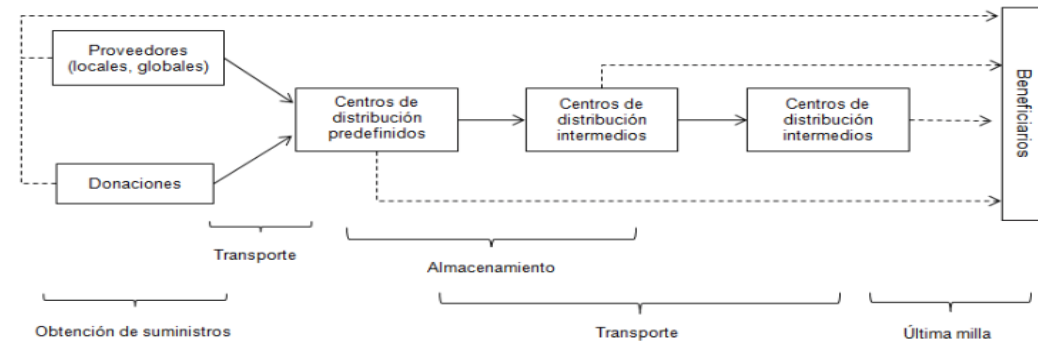 Proveedores
(locales, globales)
Donaciones
Centros de
distribución
predefinidos
Centros de
distribución
intermedios
Centros de
distribución
intermedios
Beneficiarios
Transporte
Almacenamiento
Obtención de suministros
Transporte
Última milla